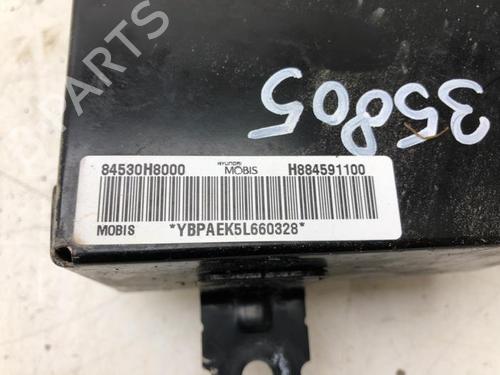 B-PARTS
35805
84530H8000 HYUNDAI MOBIS H884591100
MOBIS *YBPAEK5L660328*